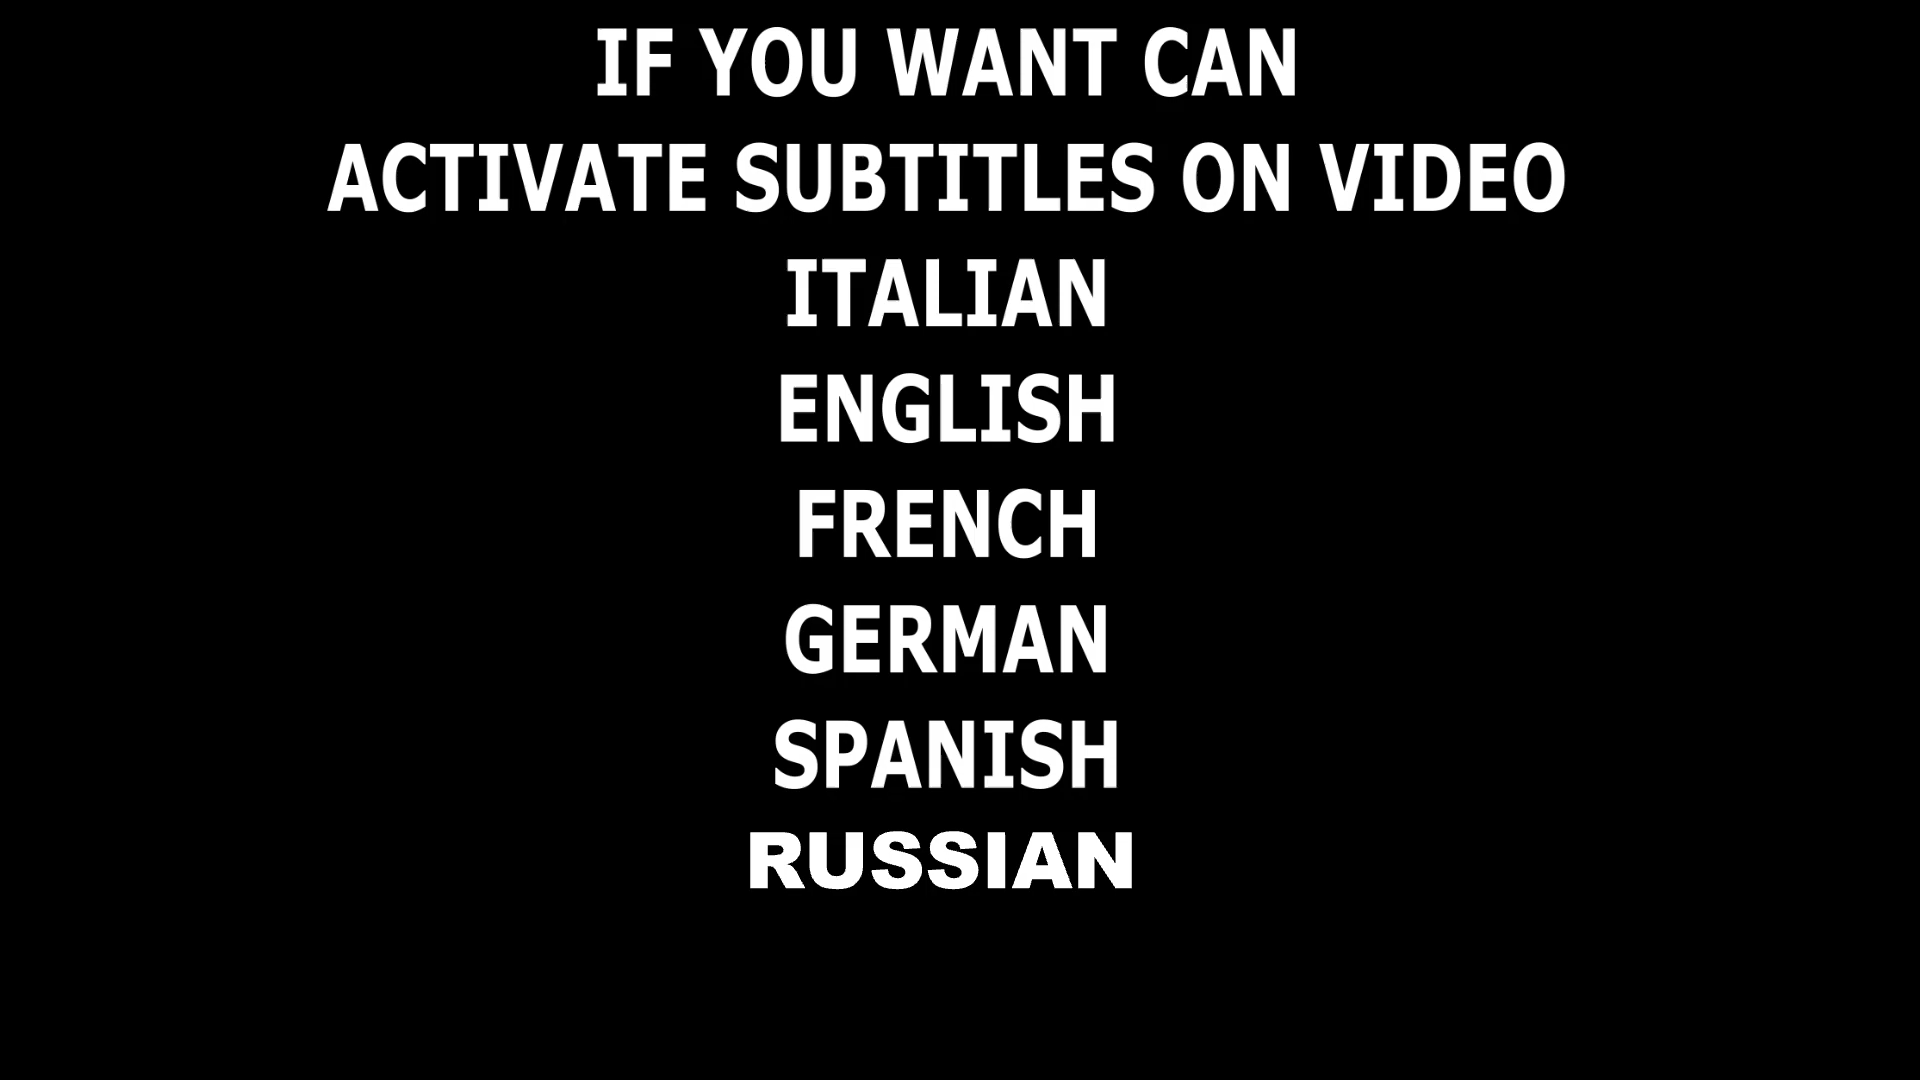 IF YOU WANT CAN
ACTIVATE SUBTITLES ON VIDEO
ITALIAN
ENGLISH
FRENCH
GERMAN
SPANISH
RUSSIAN